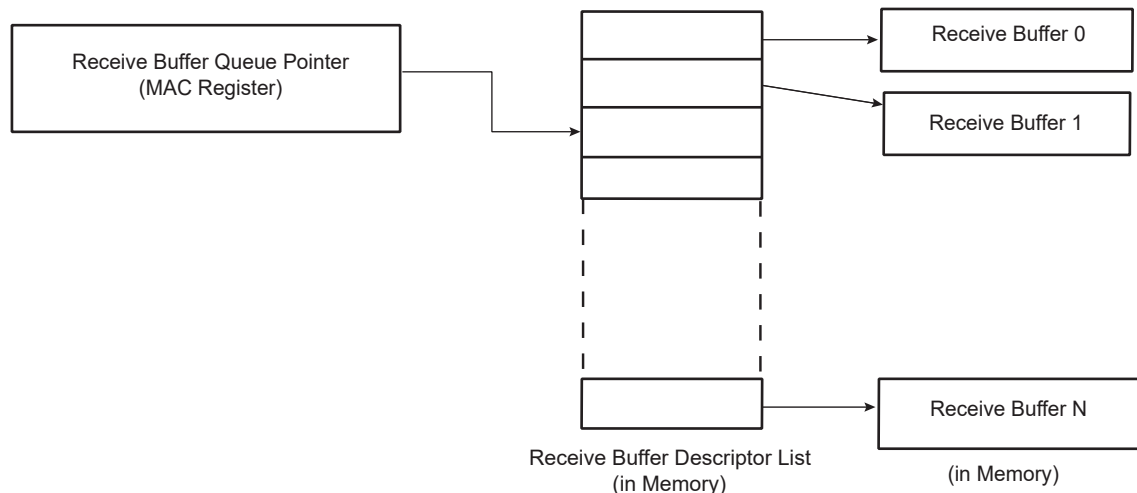 Receive Buffer Queue Pointer
(MAC Register)
Receive Buffer 0
Receive Buffer 1
Receive Buffer N
Receive Buffer Descriptor List
(in Memory)
(in Memory)